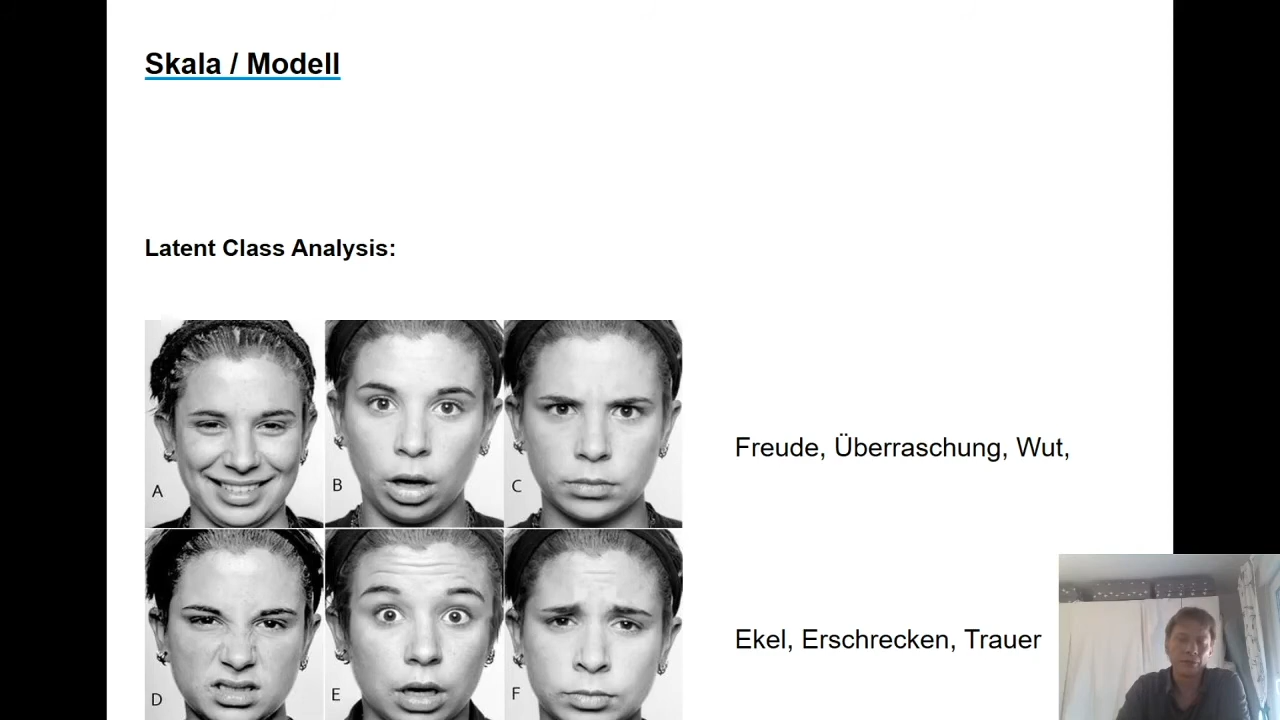 Skala / Modell
Latent Class Analysis:
A
B
C
Freude, Überraschung, Wut,
D
E
F
Ekel, Erschrecken, Trauer